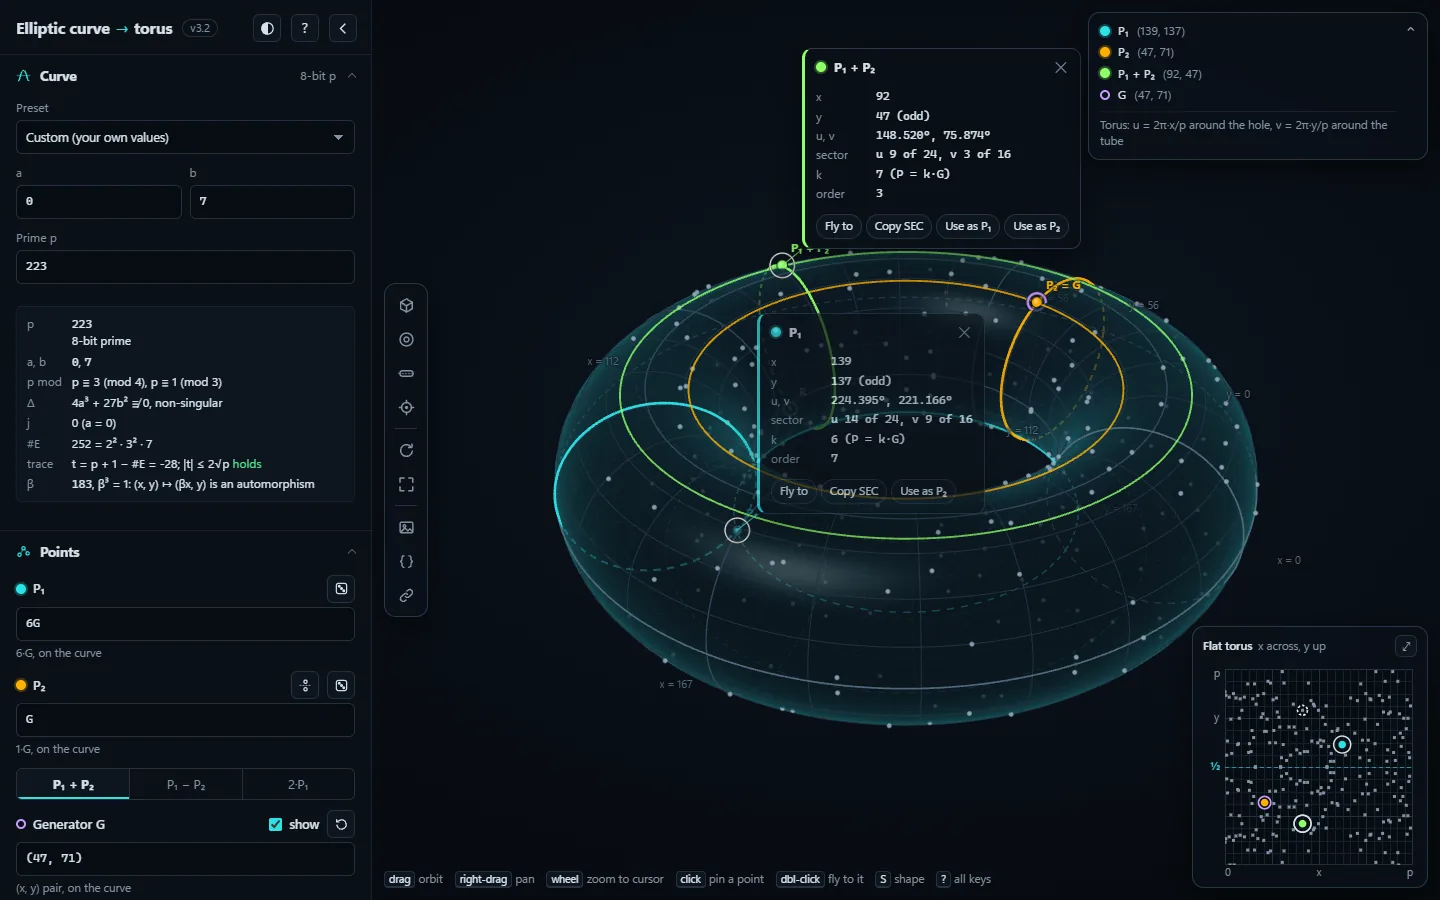 Elliptic curve → torus v3.2 ?
Curve 8-bit p
Preset
Custom (your own values)
a b
0 7
Prime p
223
p 223
8-bit prime
a, b 0, 7
p mod p ≡ 3 (mod 4), p ≡ 1 (mod 3)
Δ 4a³ + 27b² ≢ 0, non-singular
j 0 (a = 0)
#E 252 = 2² · 3² · 7
trace t = p + 1 − #E = -28; |t| ≤ 2√p holds
β 183, β³ = 1: (x, y) ↦ (βx, y) is an automorphism
Points
P₁
6G
6·G, on the curve
P₂
G
1·G, on the curve
P₁ + P₂ P₁ − P₂ 2·P₁
Generator G show
(47, 71)
(x, y) pair, on the curve
P₁ + P₂
x 92
y 47 (odd)
u, v 148.520°, 75.874°
sector u 9 of 24, v 3 of 16
k 7 (P = k·G)
order 3
Fly to Copy SEC Use as P₁ Use as P₂
P₁ + P₂
P₂ = G
y = 56
x = 56
x = 112
y = 0
y = 112
x = 167
x = 0
x = 167
P₁
x 139
y 137 (odd)
u, v 224.395°, 221.166°
sector u 14 of 24, v 9 of 16
k 6 (P = k·G)
order 7
Fly to Copy SEC Use as P₂
P₁ (139, 137)
P₂ (47, 71)
P₁ + P₂ (92, 47)
G (47, 71)
Torus: u = 2π·x/p around the hole, v = 2π·y/p around the
tube
Flat torus x across, y up
p
y
½
0 x p
drag orbit right-drag pan wheel zoom to cursor click pin a point dbl-click fly to it S shape ? all keys